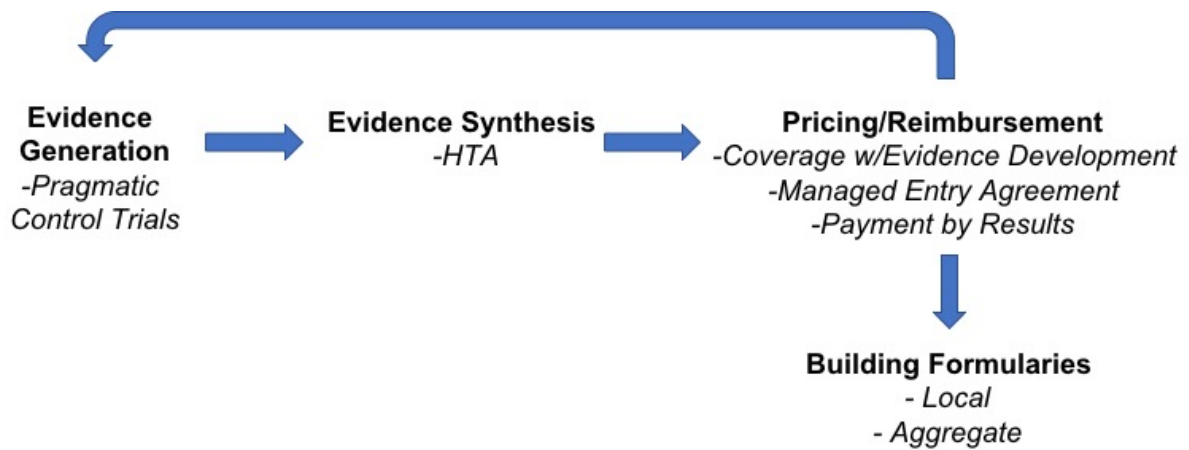 Evidence
Generation
-Pragmatic
Control Trials
Evidence Synthesis
-HTA
Pricing/Reimbursement
-Coverage w/Evidence Development
-Managed Entry Agreement
-Payment by Results
Building Formularies
- Local
- Aggregate